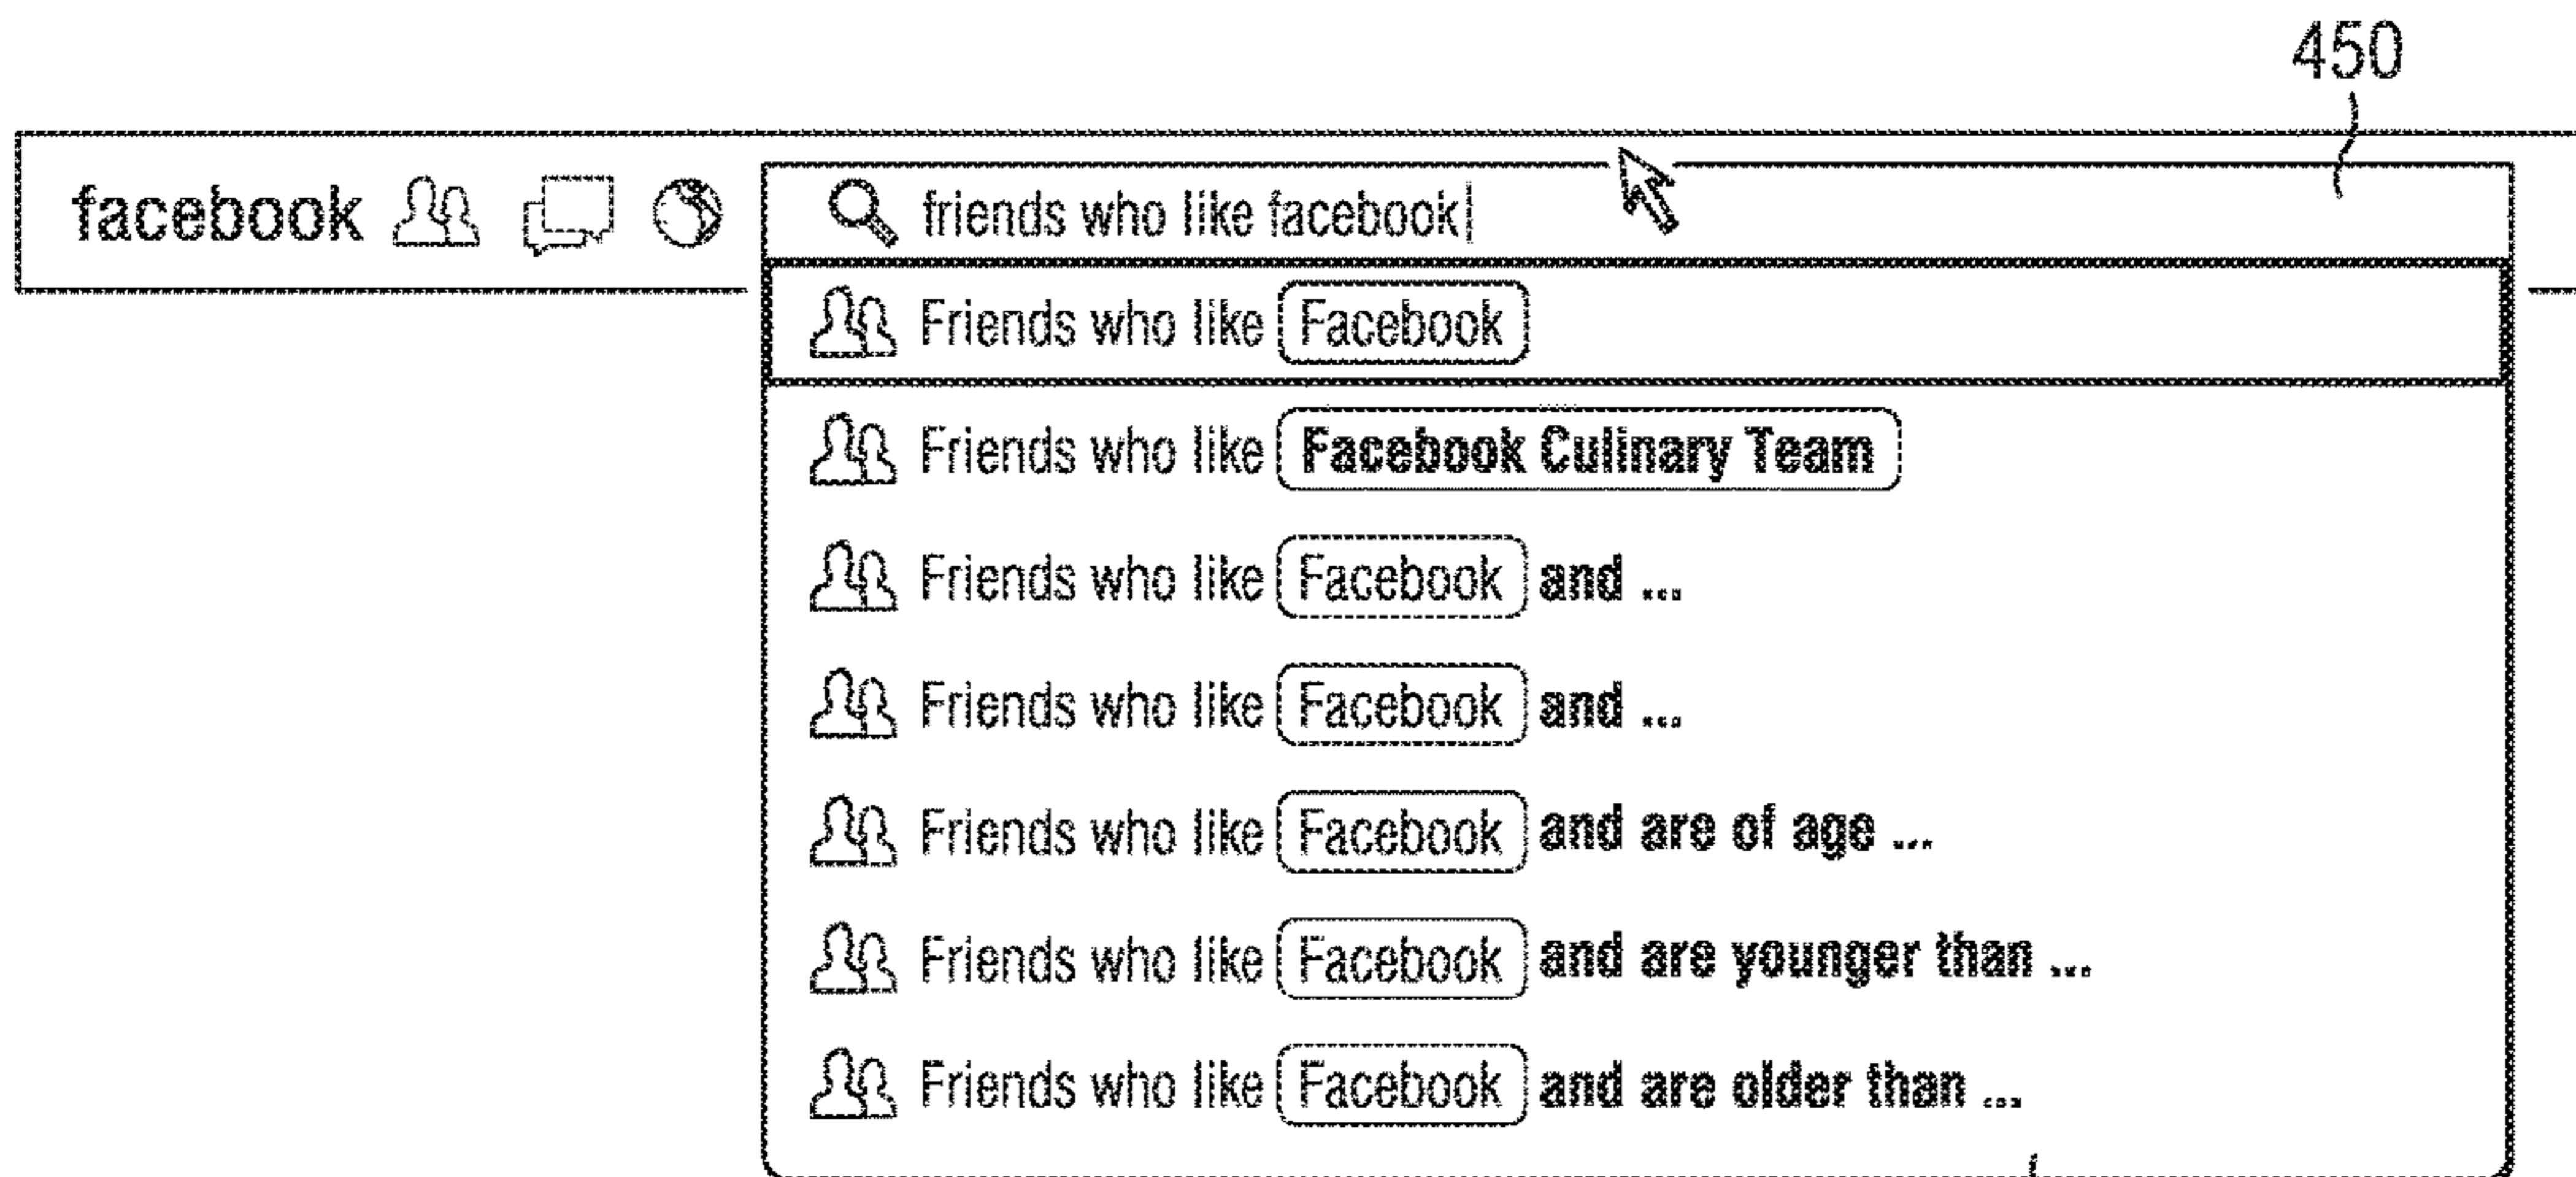 450
facebook friends who like facebook
Friends who like Facebook
Friends who like Facebook Culinary Team
Friends who like Facebook and ...
Friends who like Facebook and ...
Friends who like Facebook and are of age ...
Friends who like Facebook and are younger than ...
Friends who like Facebook and are older than ...